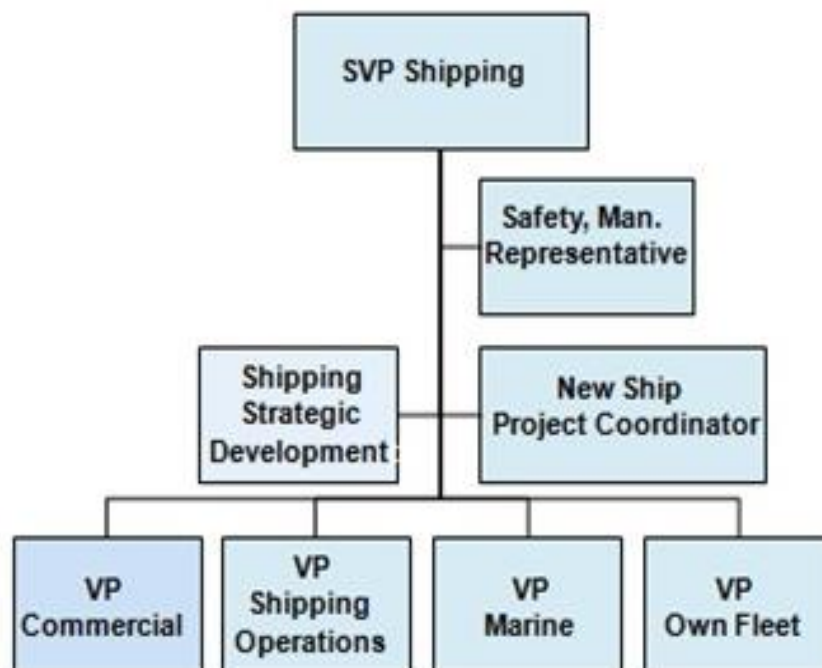 SVP Shipping
Safety, Man.
Representative
Shipping
Strategic
Development
New Ship
Project Coordinator
VP
Commercial
VP
Shipping
Operations
VP
Marine
VP
Own Fleet